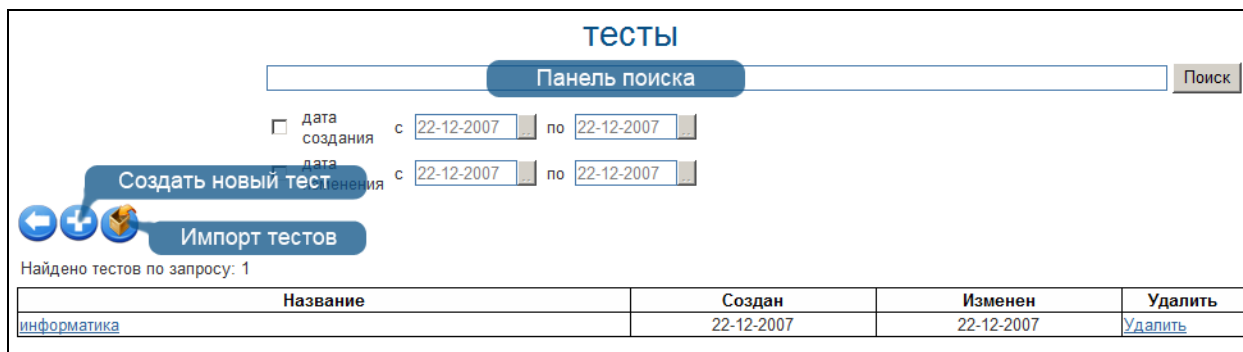 тесты
Панель поиска Поиск
дата создания с 22-12-2007 .. по 22-12-2007 ..
дата изменения с 22-12-2007 .. по 22-12-2007 ..
Создать новый тест
Импорт тестов
Найдено тестов по запросу: 1
Название Создан Изменен Удалить
информатика 22-12-2007 22-12-2007 Удалить